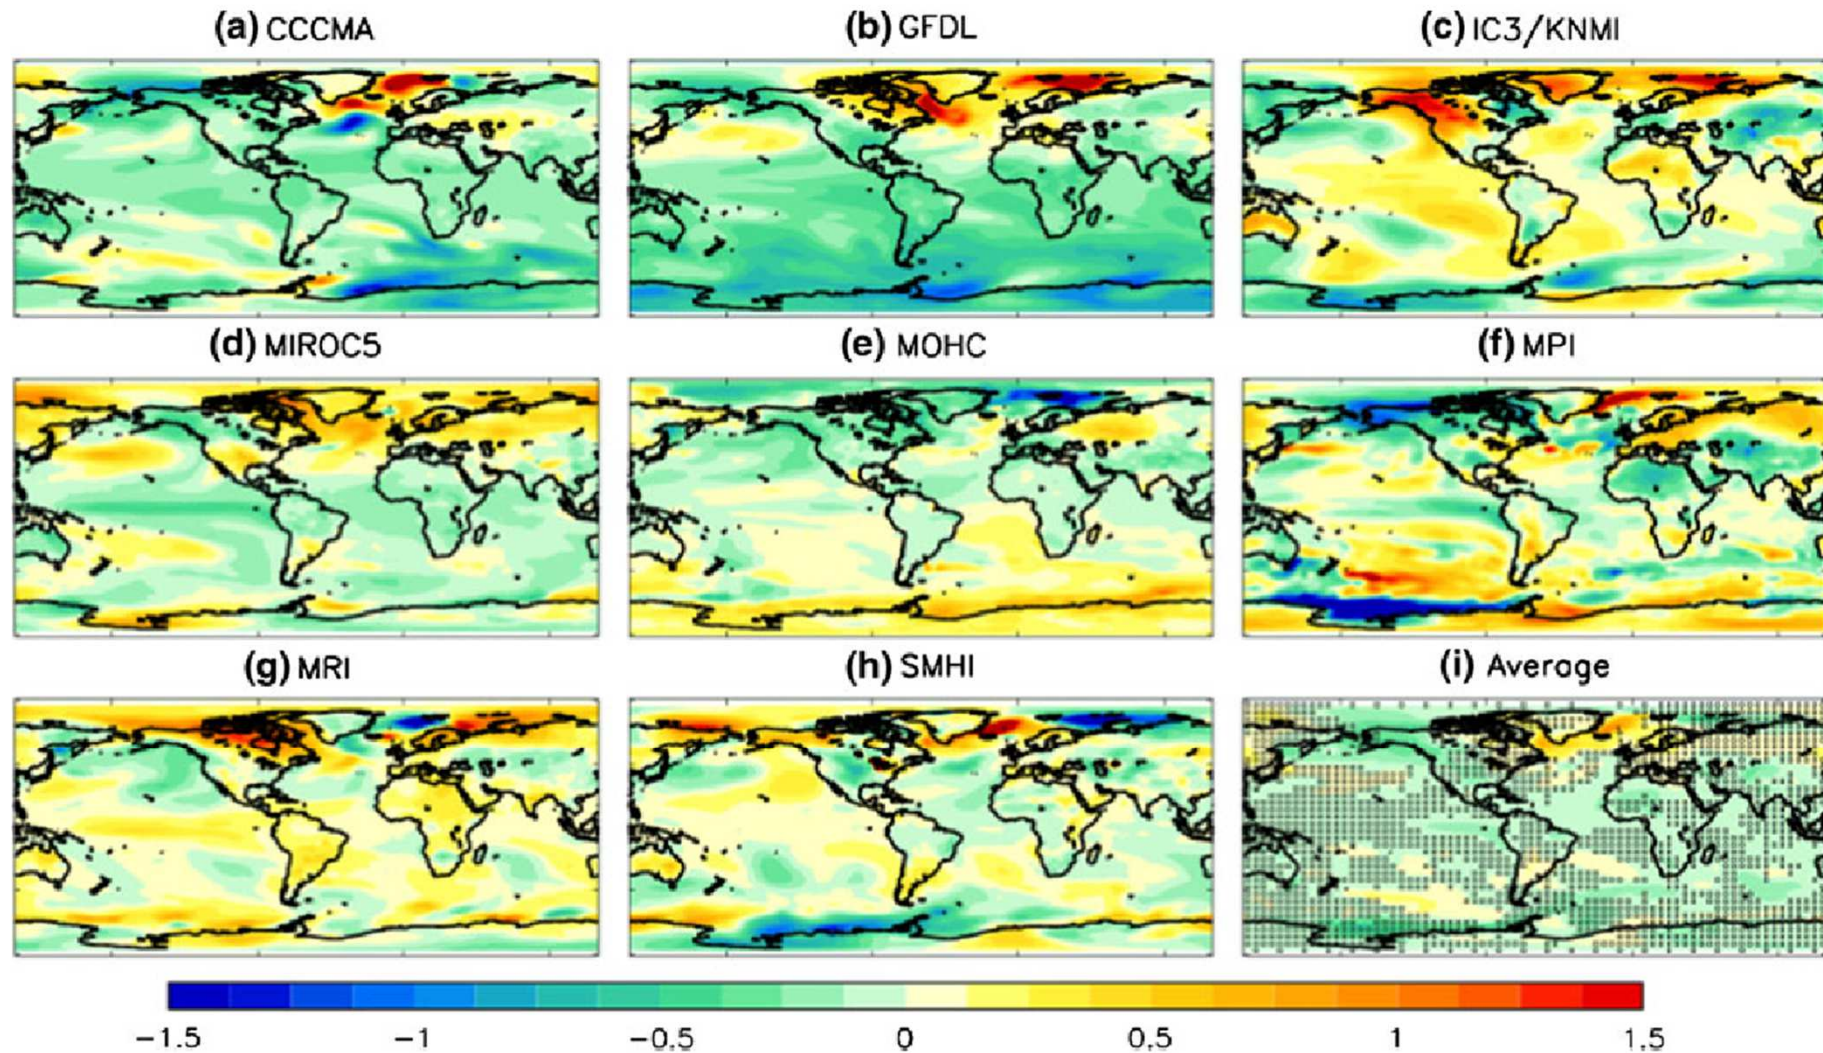 (a) CCCMA
(b) GFDL
(c) IC3/KNMI
(d) MIROC5
(e) MOHC
(f) MPI
(g) MRI
(h) SMHI
(i) Average
−1.5 −1 −0.5 0 0.5 1 1.5